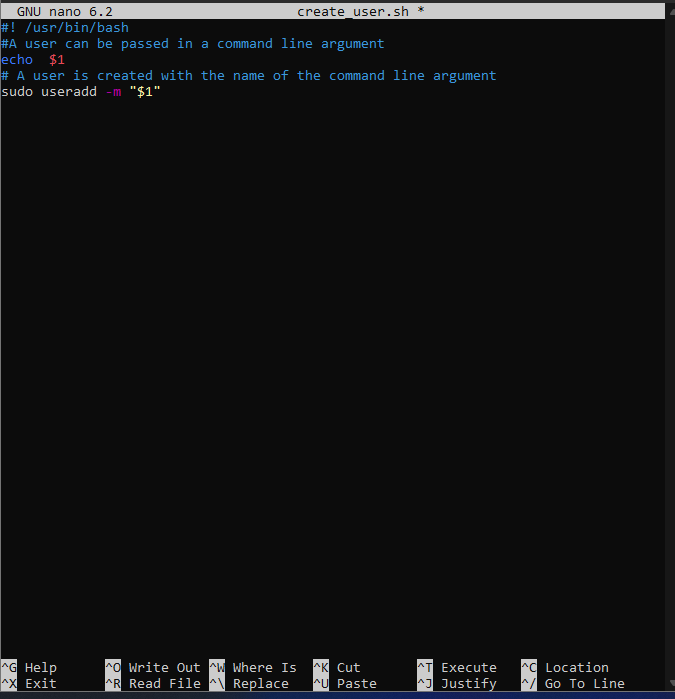 GNU nano 6.2 create_user.sh *
#! /usr/bin/bash
#A user can be passed in a command line argument
echo  $1
# A user is created with the name of the command line argument
sudo useradd -m "$1"
^G Help ^O Write Out ^W Where Is ^K Cut ^T Execute ^C Location
^X Exit ^R Read File ^\ Replace ^U Paste ^J Justify ^/ Go To Line